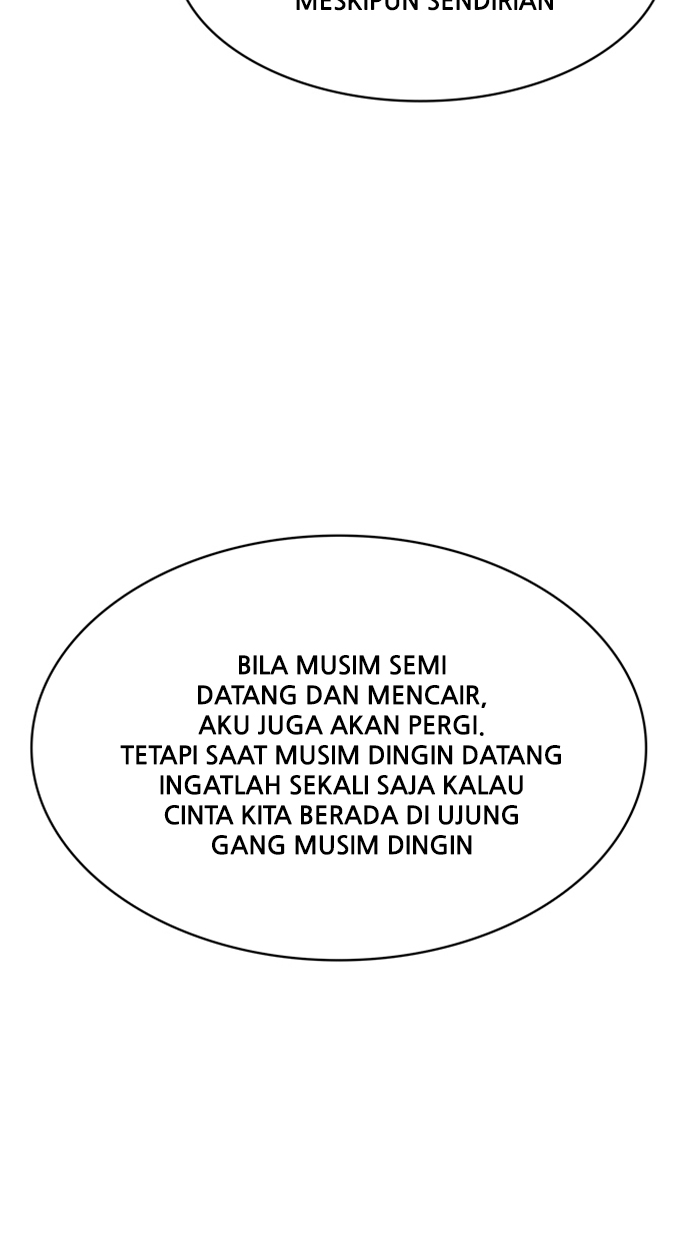 MESKIPUN SENDIRIAN
BILA MUSIM SEMI
DATANG DAN MENCAIR,
AKU JUGA AKAN PERGI.
TETAPI SAAT MUSIM DINGIN DATANG
INGATLAH SEKALI SAJA KALAU
CINTA KITA BERADA DI UJUNG
GANG MUSIM DINGIN